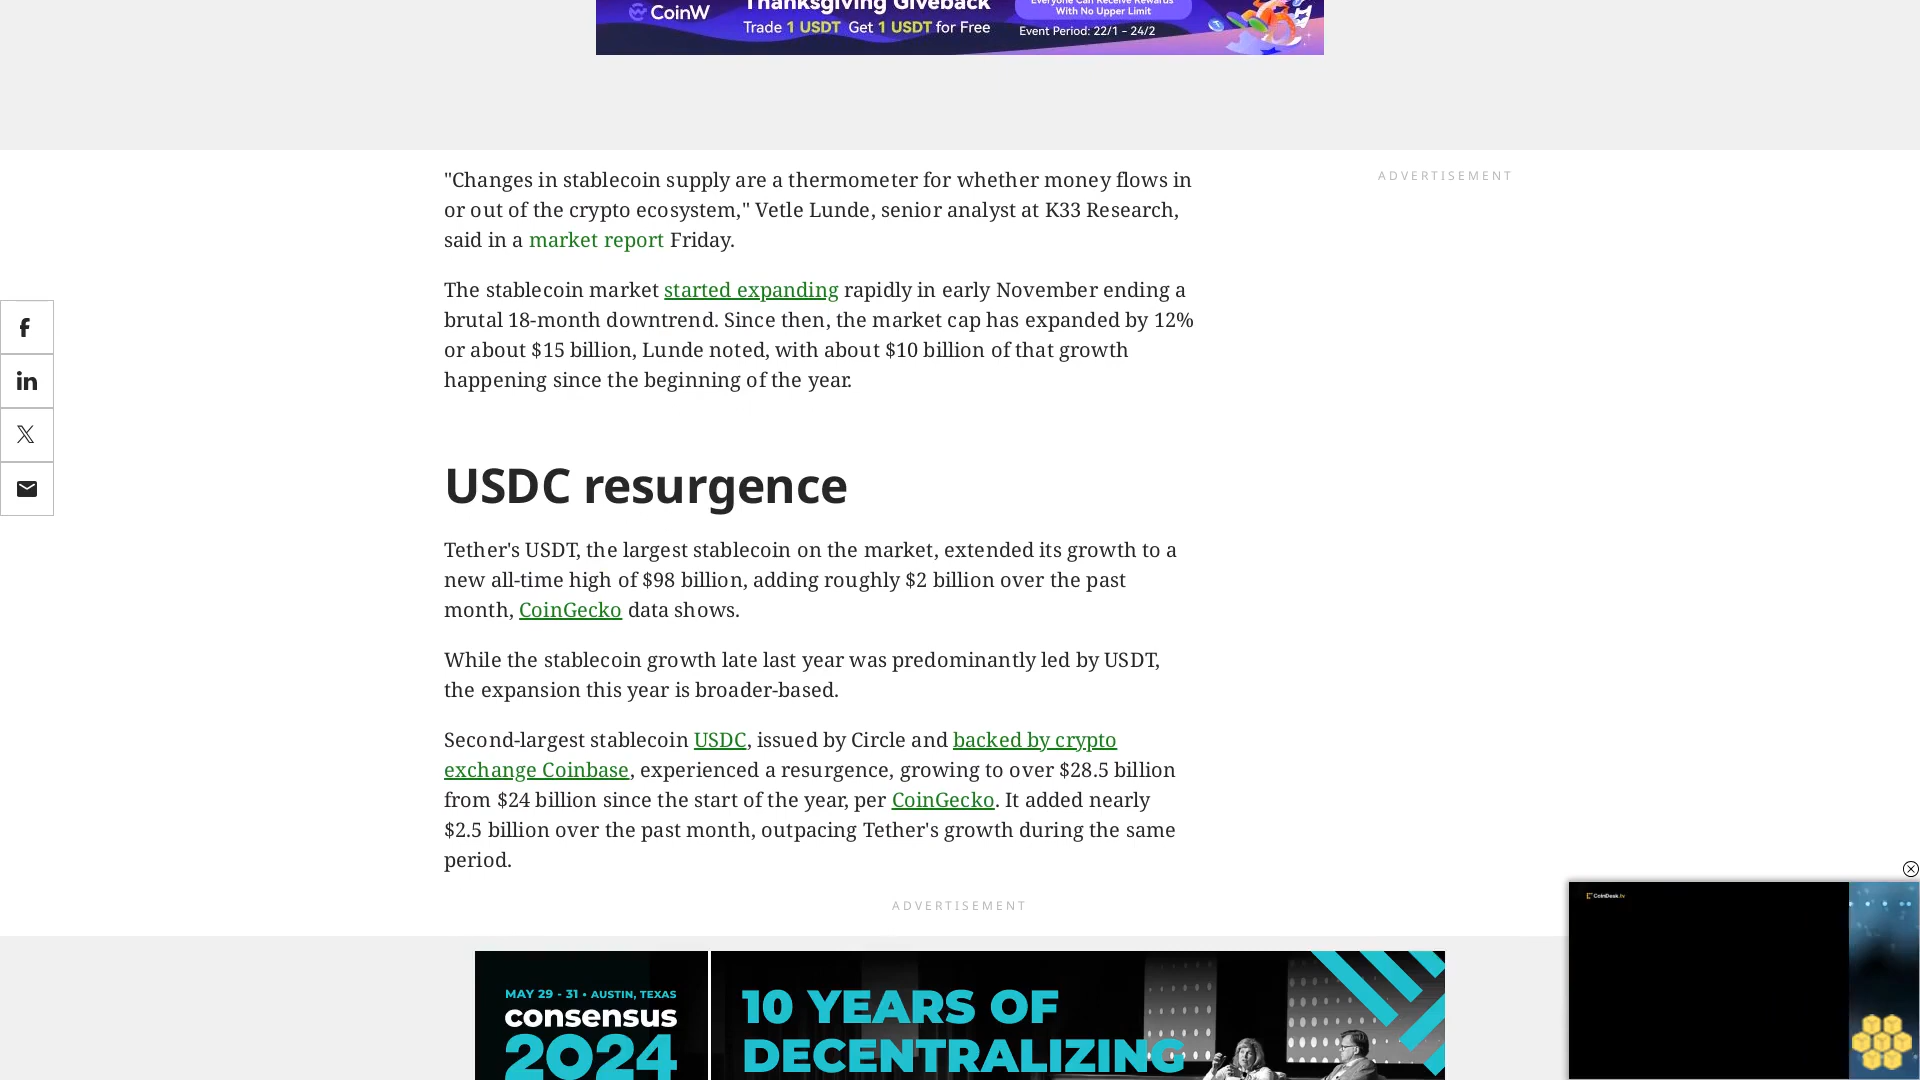 CoinW
Thanksgiving Giveback
Trade 1 USDT Get 1 USDT for Free
Everyone Can Receive Rewards
With No Upper Limit
Event Period: 22/1 – 24/2
"Changes in stablecoin supply are a thermometer for whether money flows in
or out of the crypto ecosystem," Vetle Lunde, senior analyst at K33 Research,
said in a market report Friday.
ADVERTISEMENT
The stablecoin market started expanding rapidly in early November ending a
brutal 18-month downtrend. Since then, the market cap has expanded by 12%
or about $15 billion, Lunde noted, with about $10 billion of that growth
happening since the beginning of the year.
USDC resurgence
Tether's USDT, the largest stablecoin on the market, extended its growth to a
new all-time high of $98 billion, adding roughly $2 billion over the past
month, CoinGecko data shows.
While the stablecoin growth late last year was predominantly led by USDT,
the expansion this year is broader-based.
Second-largest stablecoin USDC, issued by Circle and backed by crypto
exchange Coinbase, experienced a resurgence, growing to over $28.5 billion
from $24 billion since the start of the year, per CoinGecko. It added nearly
$2.5 billion over the past month, outpacing Tether's growth during the same
period.
ADVERTISEMENT
CoinDesk.tv
MAY 29 - 31 • AUSTIN, TEXAS
consensus
2024
10 YEARS OF
DECENTRALIZING